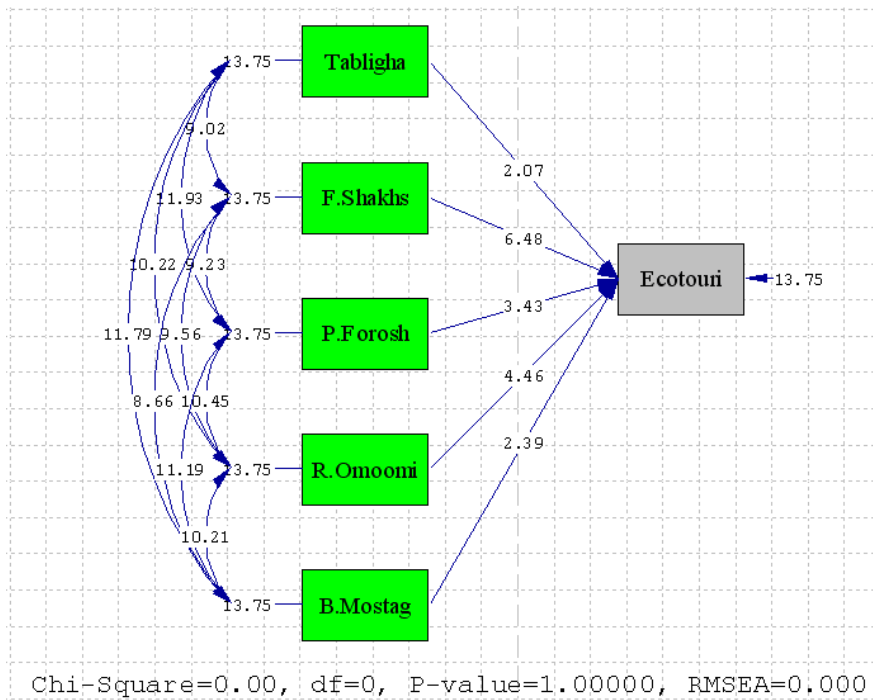 13.75 Tabligha
9.02
2.07
11.93 13.75 F.Shakhs
6.48
10.22 9.23
Ecotouri 13.75
11.79 9.56 13.75 P.Forosh 3.43
8.66 10.45
4.46
11.19 13.75 R.Omoomi
2.39
10.21
13.75 B.Mostag
Chi-Square=0.00, df=0, P-value=1.00000, RMSEA=0.000